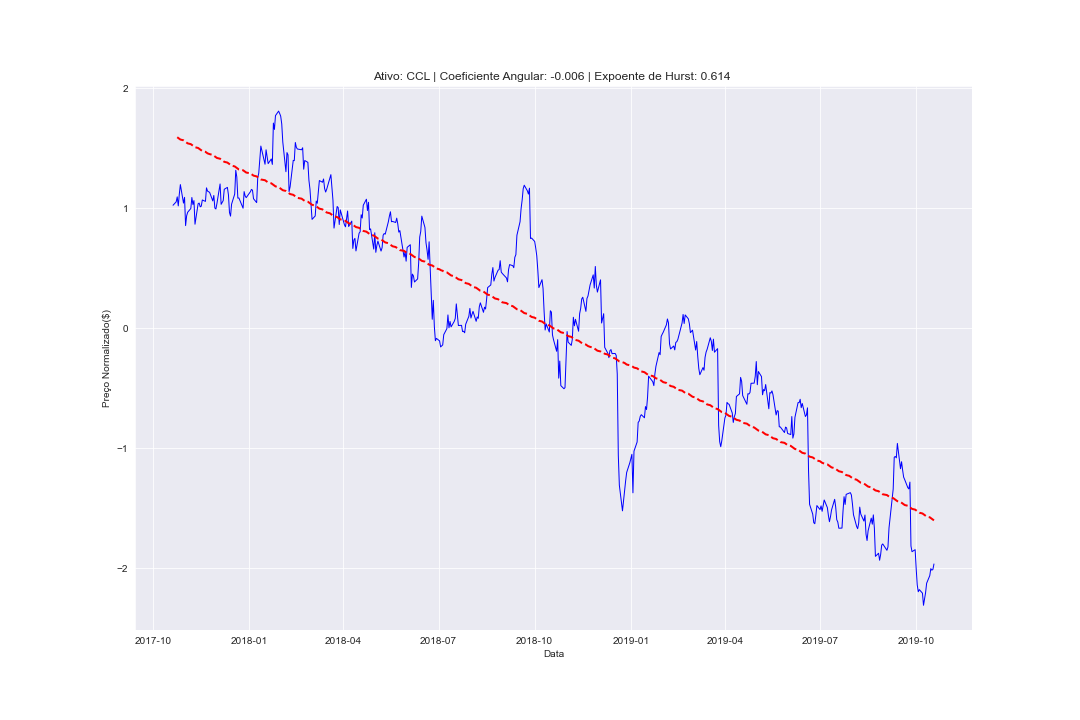 Ativo: CCL | Coeficiente Angular: -0.006 | Expoente de Hurst: 0.614
Preço Normalizado($)
2
1
0
−1
−2
2017-10 2018-01 2018-04 2018-07 2018-10 2019-01 2019-04 2019-07 2019-10
Data